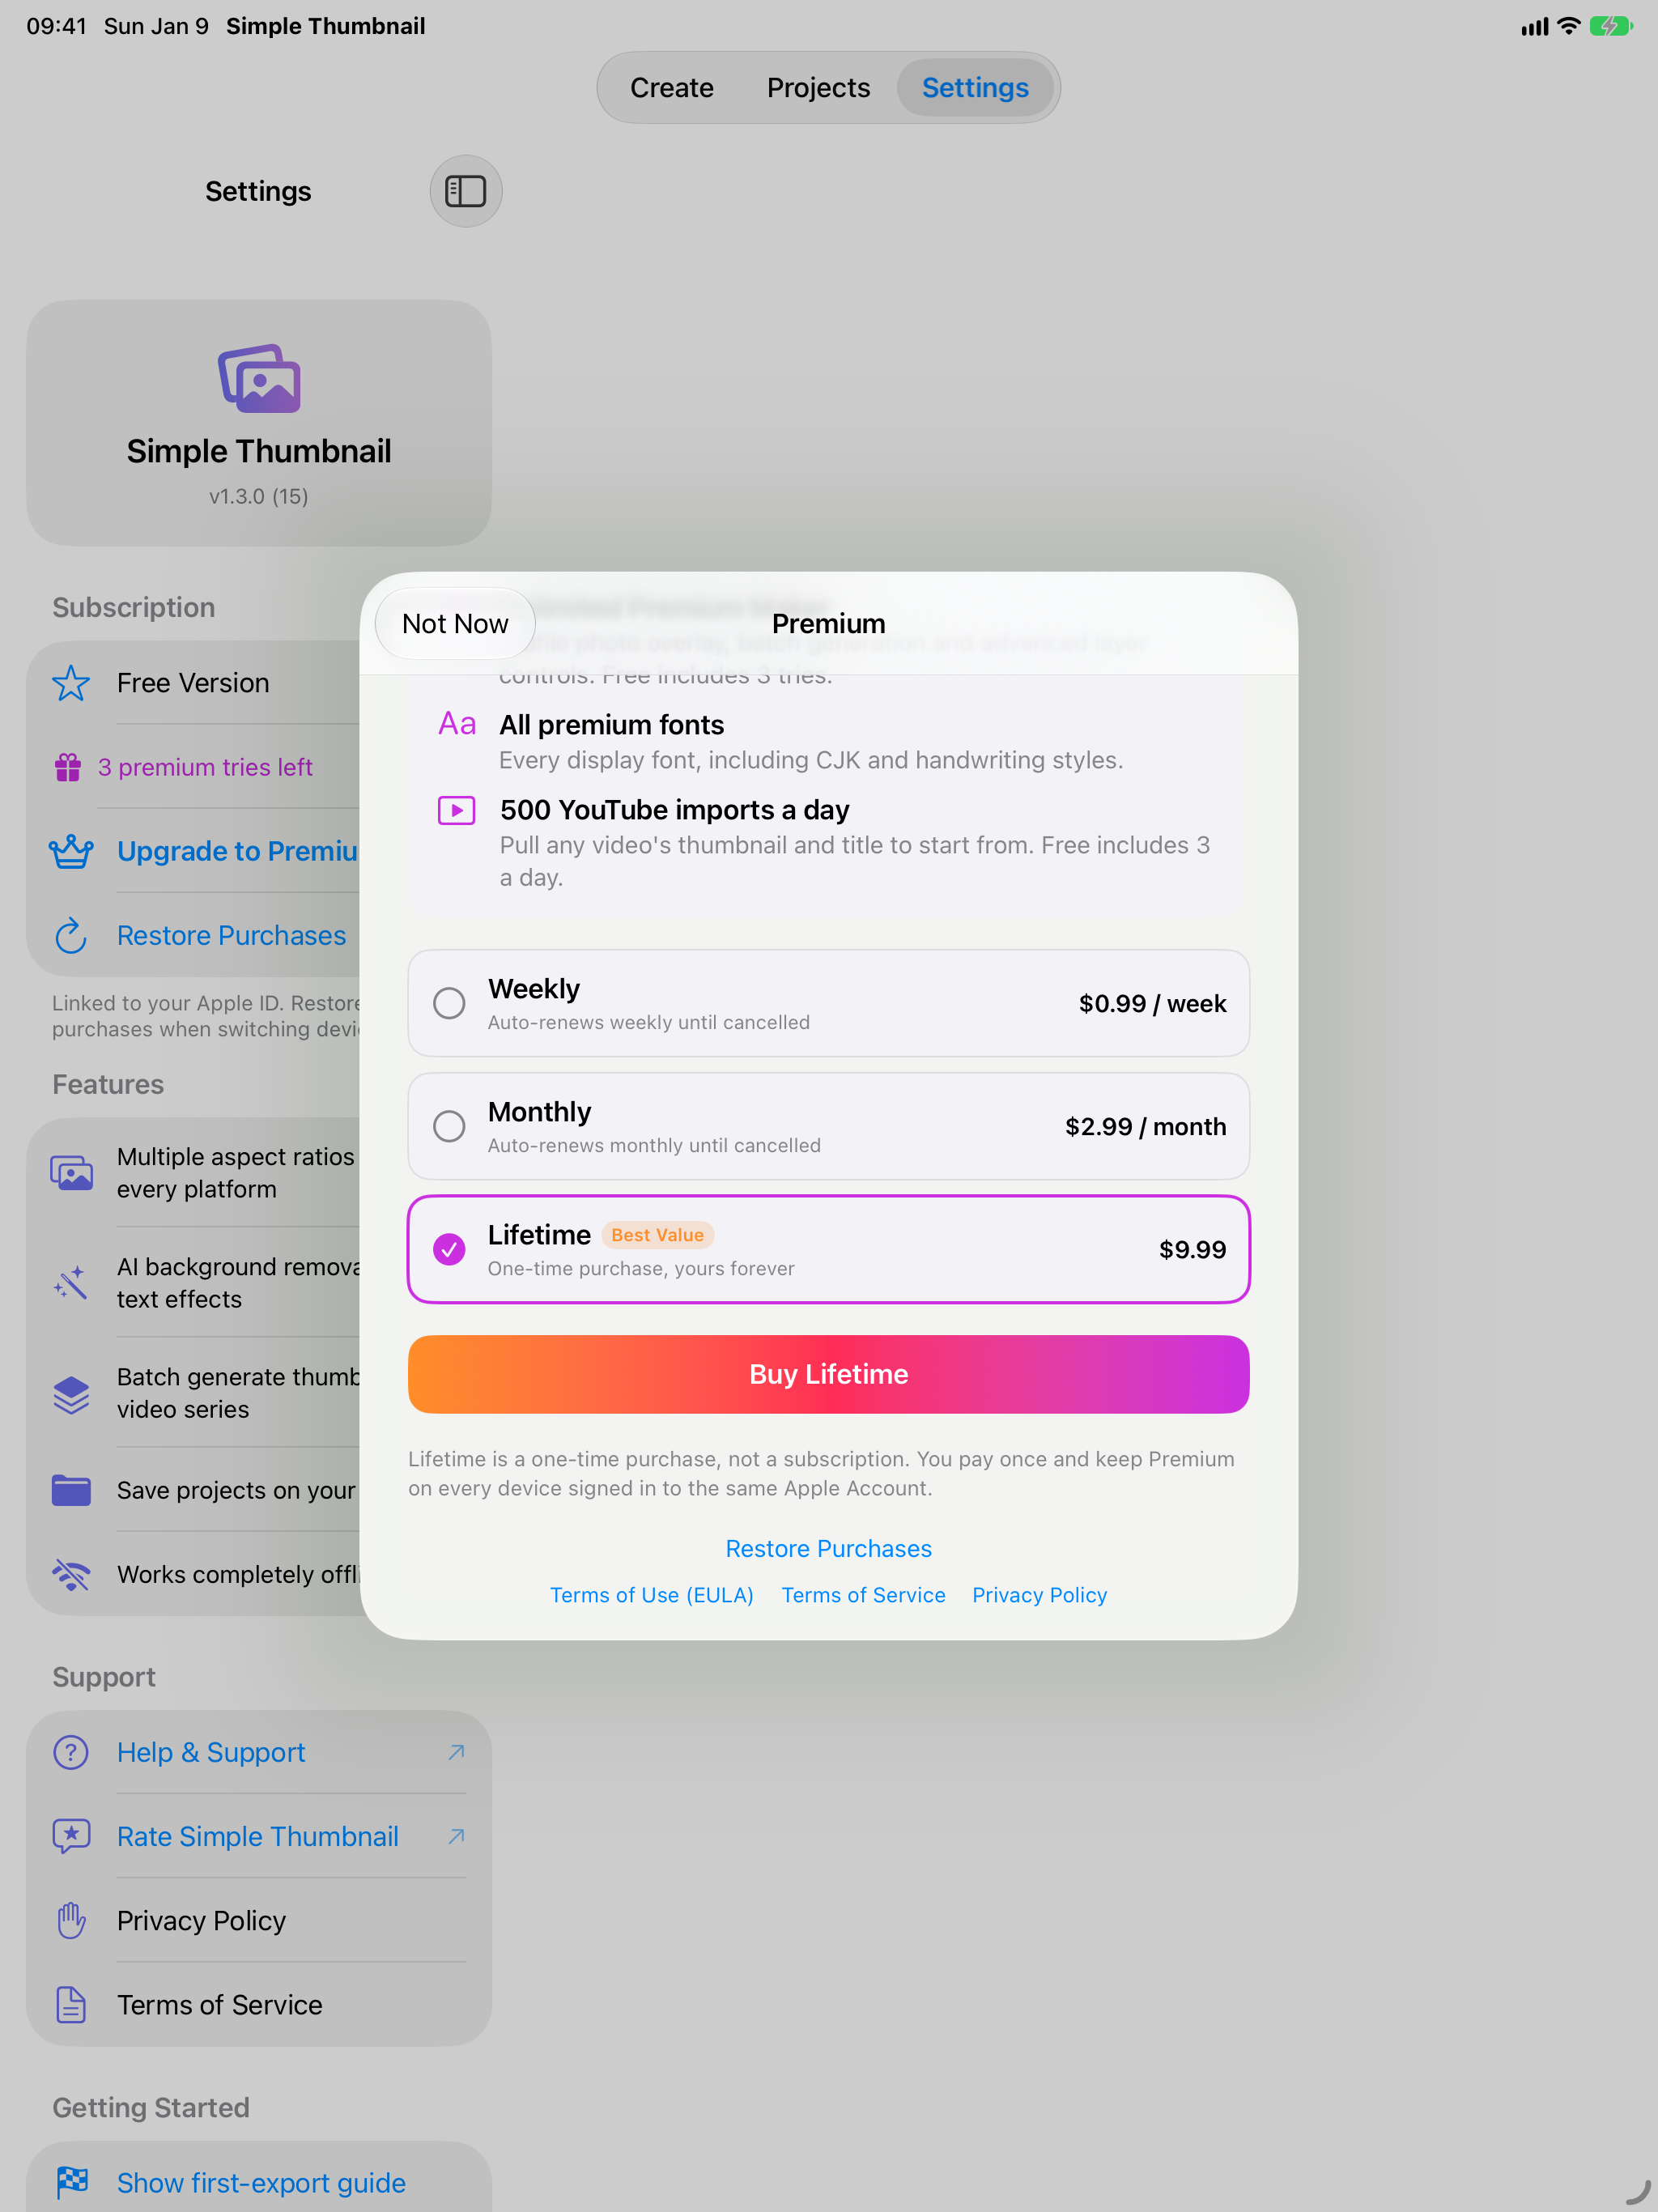 09:41 Sun Jan 9 Simple Thumbnail
Create Projects Settings
Settings
Simple Thumbnail
v1.3.0 (15)
Subscription
Free Version
3 premium tries left
Upgrade to Premiu
Restore Purchases
Linked to your Apple ID. Restore
purchases when switching devi
Features
Multiple aspect ratios
every platform
AI background remova
text effects
Batch generate thumb
video series
Save projects on your
Works completely offli
Support
Help & Support
Rate Simple Thumbnail
Privacy Policy
Terms of Service
Getting Started
Show first-export guide
Not Now
Premium
photo overlay, batch generation and advanced layer
controls. Free includes 3 tries.
Aa All premium fonts
Every display font, including CJK and handwriting styles.
500 YouTube imports a day
Pull any video's thumbnail and title to start from. Free includes 3
a day.
Weekly
Auto-renews weekly until cancelled
$0.99 / week
Monthly
Auto-renews monthly until cancelled
$2.99 / month
Lifetime Best Value
One-time purchase, yours forever
$9.99
Buy Lifetime
Lifetime is a one-time purchase, not a subscription. You pay once and keep Premium
on every device signed in to the same Apple Account.
Restore Purchases
Terms of Use (EULA) Terms of Service Privacy Policy